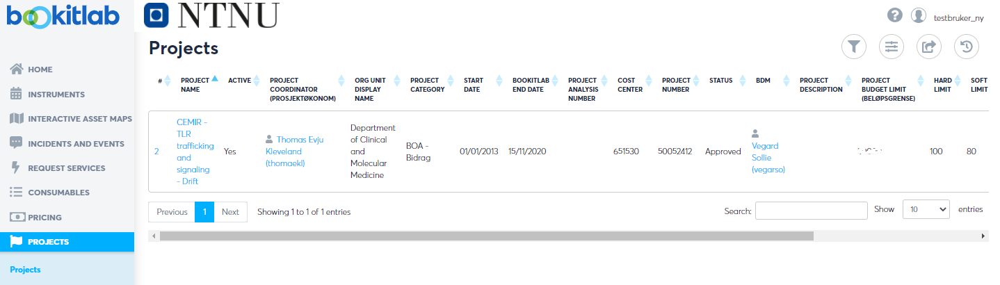 bookitlab
NTNU
testbruker_ny
Projects
HOME
INSTRUMENTS
INTERACTIVE ASSET MAPS
INCIDENTS AND EVENTS
REQUEST SERVICES
CONSUMABLES
PRICING
PROJECTS
Projects
#
PROJECT
NAME
ACTIVE
PROJECT
COORDINATOR
(PROSJEKTØKONOM)
ORG UNIT
DISPLAY
NAME
PROJECT
CATEGORY
START
DATE
BOOKITLAB
END DATE
PROJECT
ANALYSIS
NUMBER
COST
CENTER
PROJECT
NUMBER
STATUS
BDM
PROJECT
DESCRIPTION
PROJECT
BUDGET LIMIT
(BELØPSGRENSE)
HARD
LIMIT
SOFT
LIMIT
2
CEMIR -
TLR
trafficking
and
signaling
- Drift
Yes
Thomas Evju
Kleveland
(thomaekl)
Department
of Clinical
and
Molecular
Medicine
BOA -
Bidrag
01/01/2013
15/11/2020
651530
50052412
Approved
Vegard
Sollie
(vegarso)
100
80
Previous 1 Next Showing 1 to 1 of 1 entries
Search: Show 10 entries